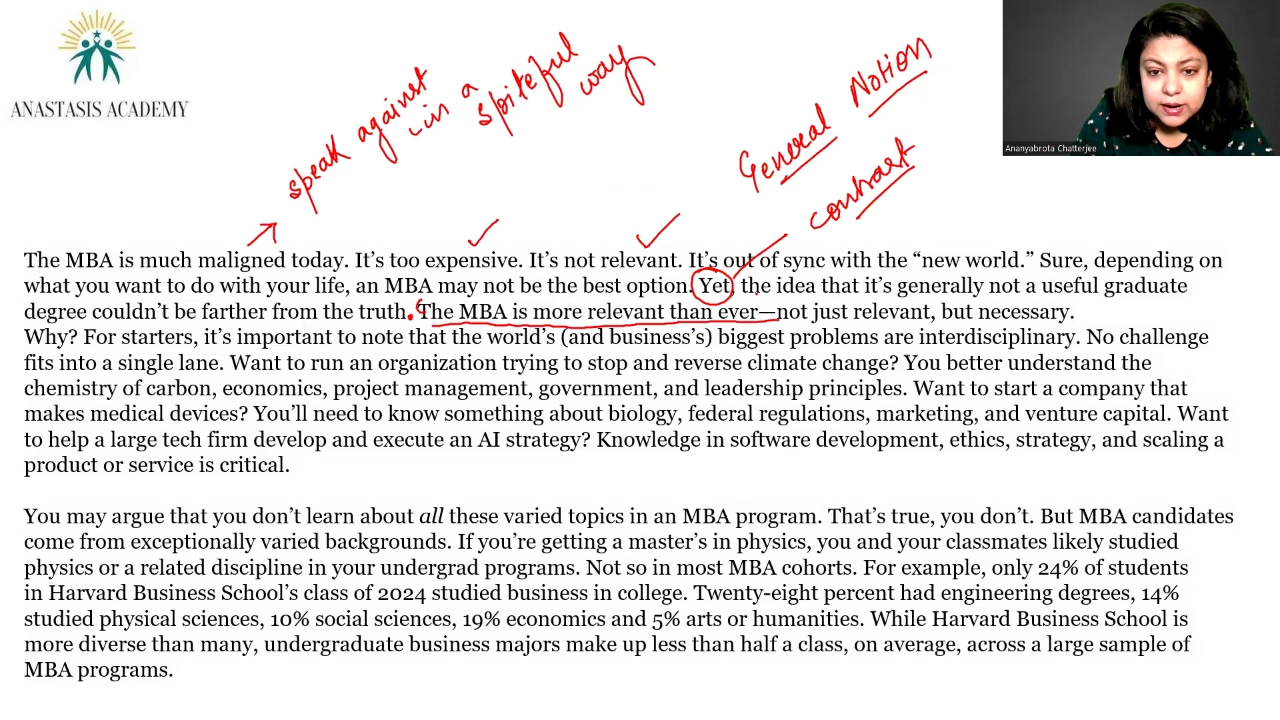 ANASTASIS ACADEMY
speak against
in a
spiteful
way
General Notion
contrast
Ananyabrota Chatterjee
The MBA is much maligned today. It’s too expensive. It’s not relevant. It’s out of sync with the “new world.” Sure, depending on
what you want to do with your life, an MBA may not be the best option. Yet, the idea that it’s generally not a useful graduate
degree couldn’t be farther from the truth. The MBA is more relevant than ever—not just relevant, but necessary.
Why? For starters, it’s important to note that the world’s (and business’s) biggest problems are interdisciplinary. No challenge
fits into a single lane. Want to run an organization trying to stop and reverse climate change? You better understand the
chemistry of carbon, economics, project management, government, and leadership principles. Want to start a company that
makes medical devices? You’ll need to know something about biology, federal regulations, marketing, and venture capital. Want
to help a large tech firm develop and execute an AI strategy? Knowledge in software development, ethics, strategy, and scaling a
product or service is critical.
You may argue that you don’t learn about all these varied topics in an MBA program. That’s true, you don’t. But MBA candidates
come from exceptionally varied backgrounds. If you’re getting a master’s in physics, you and your classmates likely studied
physics or a related discipline in your undergrad programs. Not so in most MBA cohorts. For example, only 24% of students
in Harvard Business School’s class of 2024 studied business in college. Twenty-eight percent had engineering degrees, 14%
studied physical sciences, 10% social sciences, 19% economics and 5% arts or humanities. While Harvard Business School is
more diverse than many, undergraduate business majors make up less than half a class, on average, across a large sample of
MBA programs.